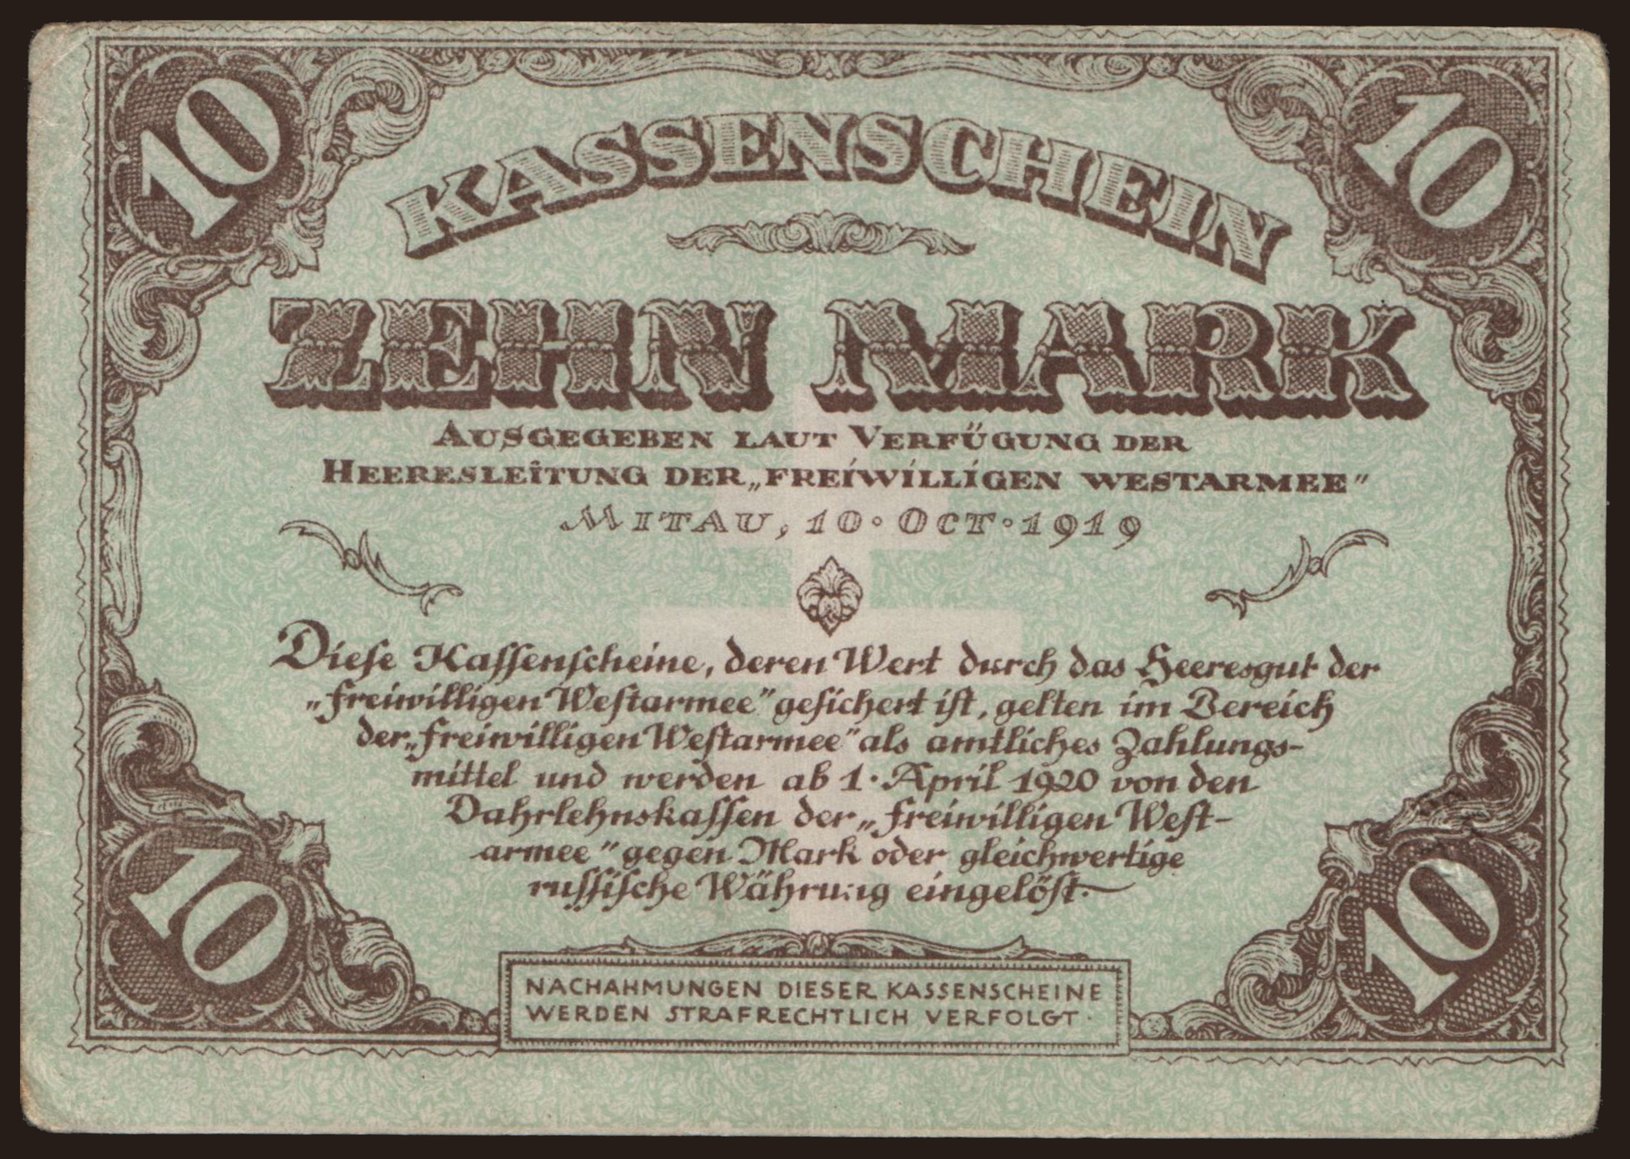 10 10
KASSENSCHEIN
ZEHN MARK
AUSGEGEBEN LAUT VERFÜGUNG DER
HEERESLEITUNG DER „FREIWILLIGEN WESTARMEE"
MITAU, 10. OCT. 1919
Dieſe Kaſſenſcheine, deren Wert durch das Heeresgut der
„freiwilligen Weſtarmee" geſichert iſt, gelten im Bereich
der „freiwilligen Weſtarmee" als amtliches Zahlungs-
mittel und werden ab 1. April 1920 von den
Dahrlehnskaſſen der „freiwilligen Weſt-
armee" gegen Mark oder gleichwertige
ruſſiſche Währung eingelöſt.
10 10
NACHAHMUNGEN DIESER KASSENSCHEINE
WERDEN STRAFRECHTLICH VERFOLGT.